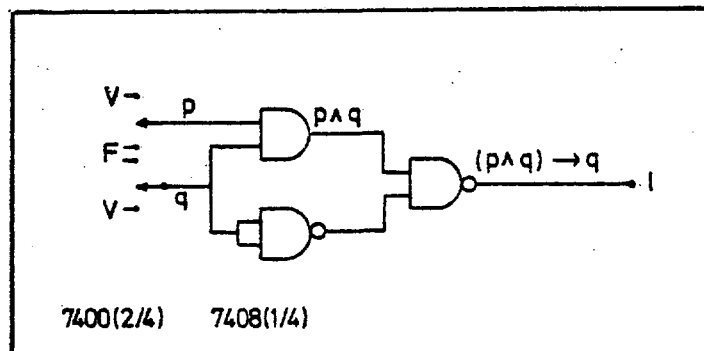 V
p
p∧q
F
(p∧q) → q
l
q
V
7400(2/4) 7408(1/4)